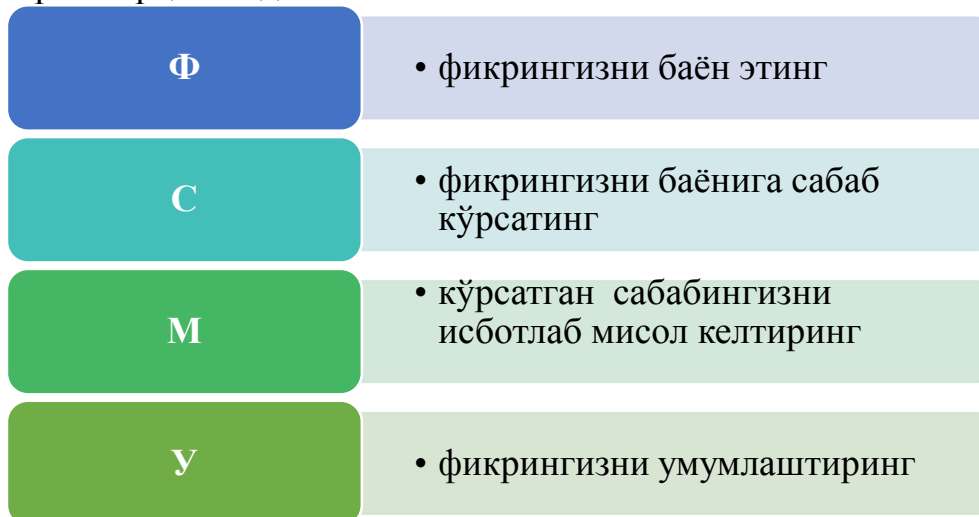 Ф
• фикрингизни баён этинг
С
• фикрингизни баёнига сабаб
кўрсатинг
М
• кўрсатган сабабингизни
исботлаб мисол келтиринг
У
• фикрингизни умумлаштиринг